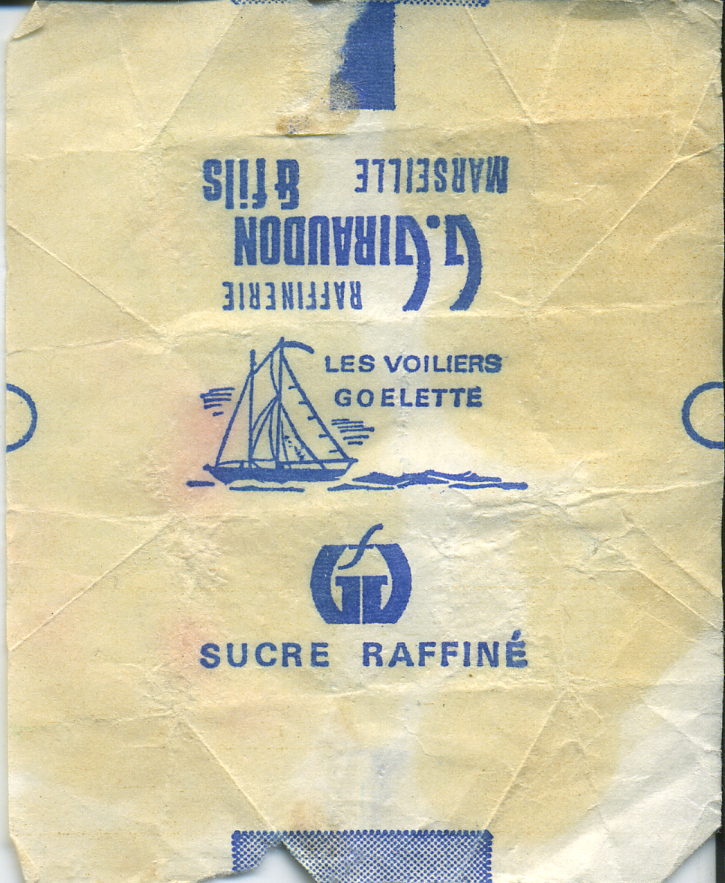 RAFFINERIE
G. GIRAUDON
& fils
MARSEILLE
LES VOILIERS
GOELETTE
SUCRE RAFFINÉ